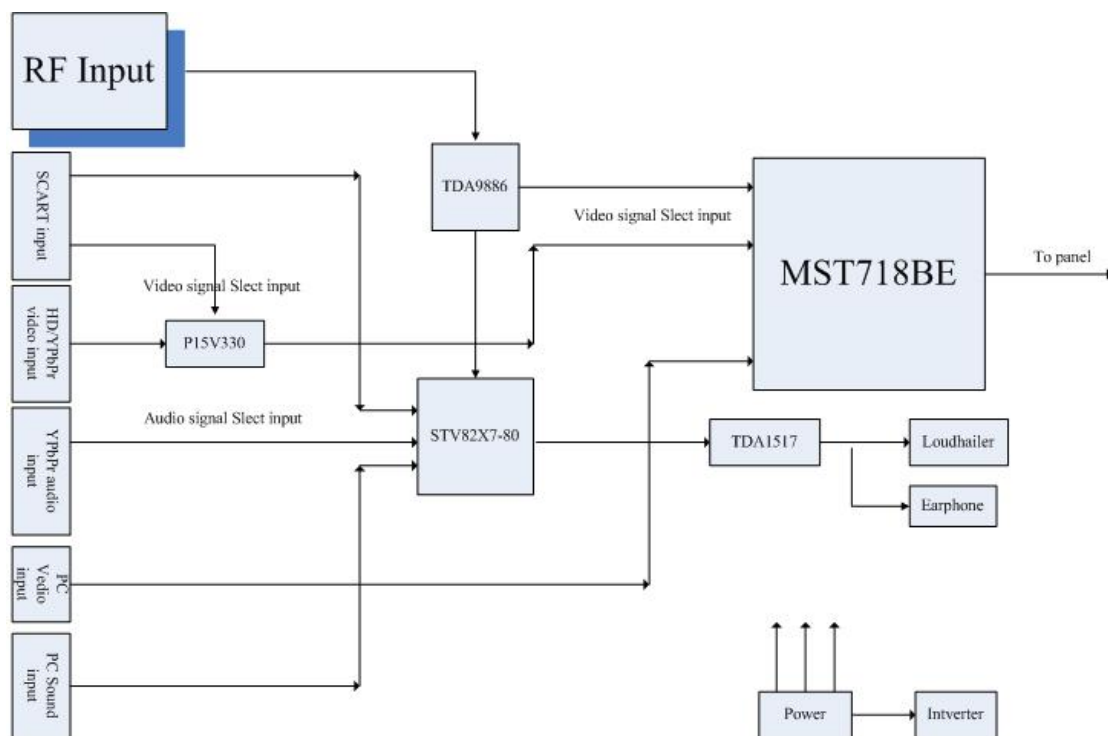 RF Input
SCART input
TDA9886
MST718BE
Video signal Slect input
To panel
Video signal Slect input
HD/YPbPr
video input
P15V330
Audio signal Slect input
YPbPr audio
input
STV82X7-80
TDA1517
Loudhailer
Earphone
PC
Vedio
input
PC Sound
input
Power
Intverter